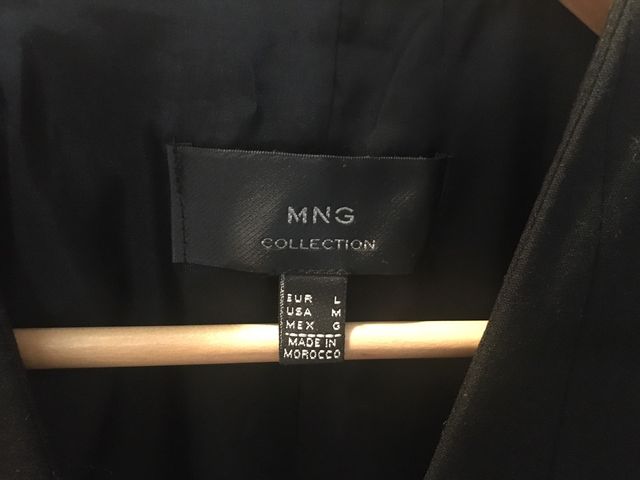 MNG
COLLECTION
EUR L
USA M
MEX G
MADE IN
MOROCCO